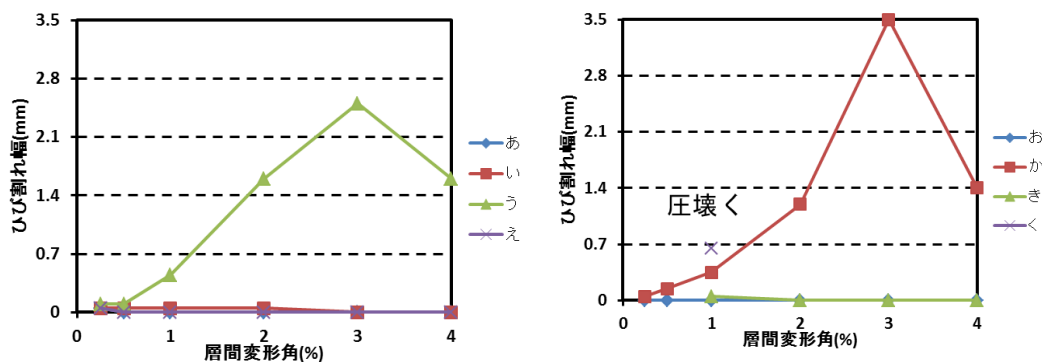 3.5
2.8
2.1
1.4
0.7
0
ひび割れ幅(mm)
0 1 2 3 4
層間変形角(%)
あ
い
う
え
3.5
2.8
2.1
1.4
0.7
0
ひび割れ幅(mm)
圧壊く
0 1 2 3 4
層間変形角(%)
お
か
き
く